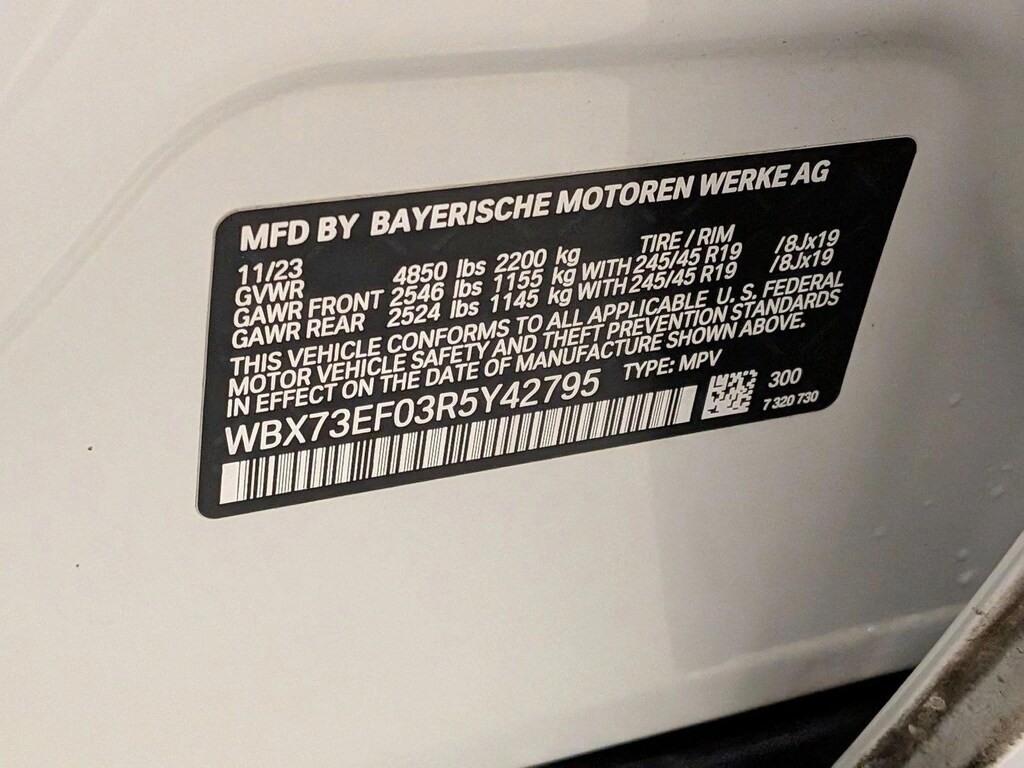 MFD BY BAYERISCHE MOTOREN WERKE AG
11/23 TIRE / RIM
GVWR 4850 lbs 2200 kg
GAWR FRONT 2546 lbs 1155 kg WITH 245/45 R19 /8Jx19
GAWR REAR 2524 lbs 1145 kg WITH 245/45 R19 /8Jx19
THIS VEHICLE CONFORMS TO ALL APPLICABLE U. S. FEDERAL
MOTOR VEHICLE SAFETY AND THEFT PREVENTION STANDARDS
IN EFFECT ON THE DATE OF MANUFACTURE SHOWN ABOVE.
WBX73EF03R5Y42795 TYPE: MPV
300
7 320 730